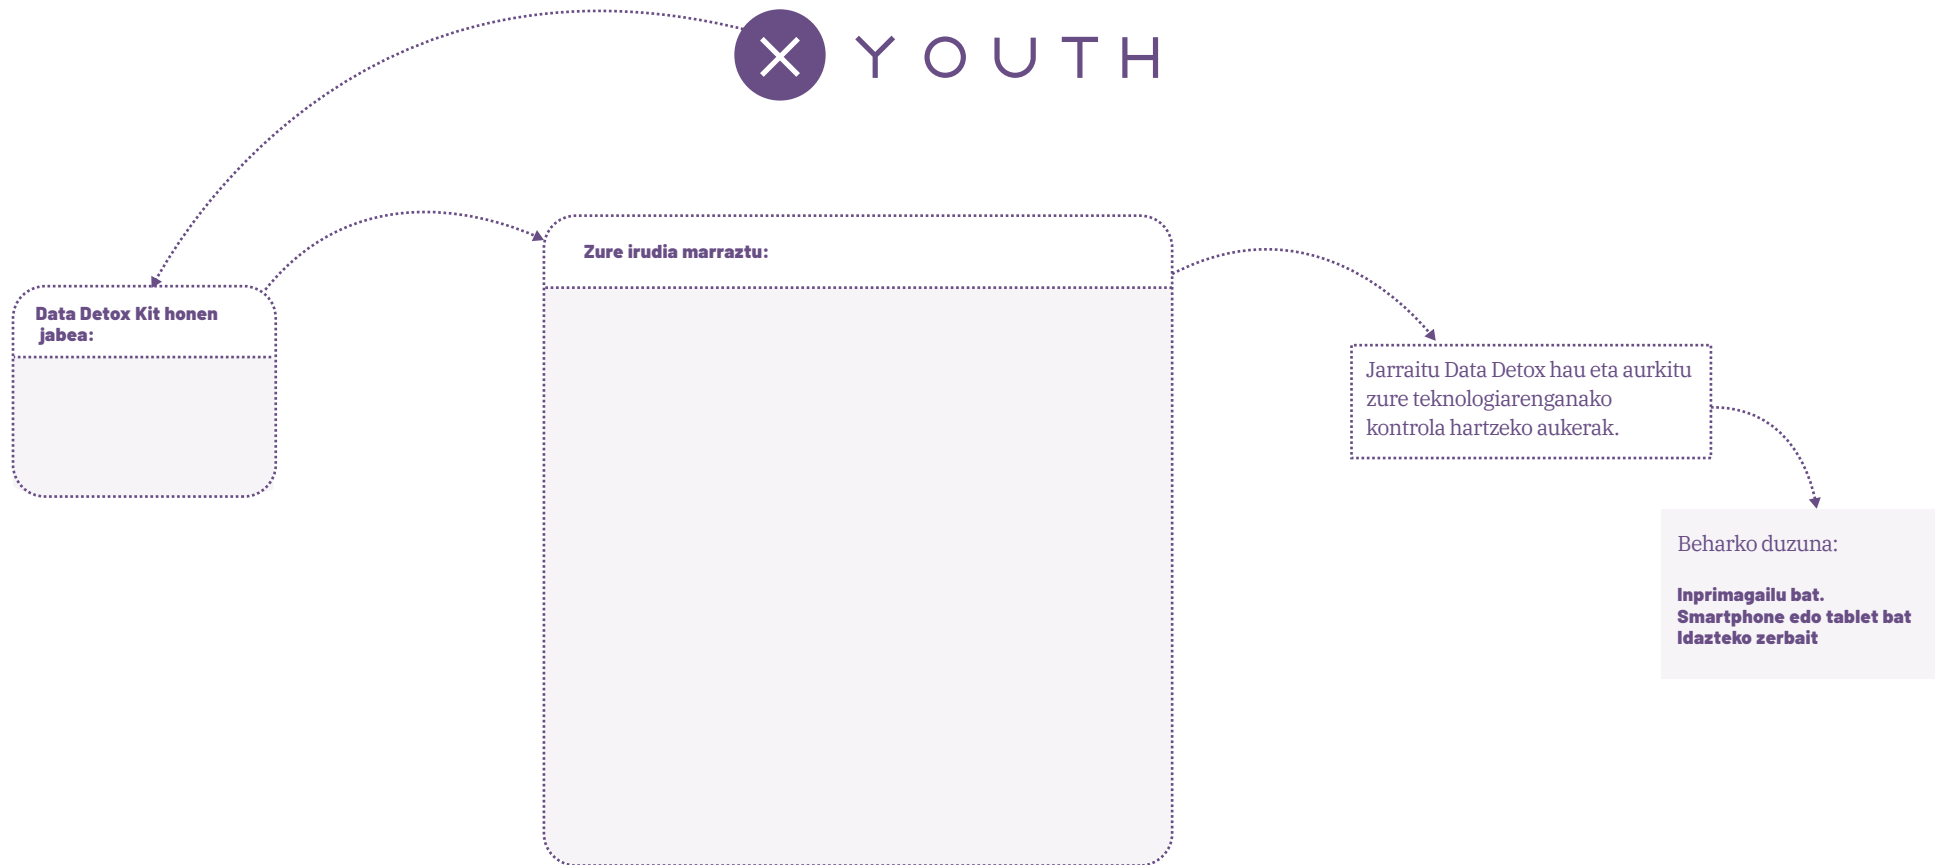 YOUTH
Data Detox Kit honen
jabea:
Zure irudia marraztu:
Jarraitu Data Detox hau eta aurkitu
zure teknologiarenganako
kontrola hartzeko aukerak.
Beharko duzuna:
Inprimagailu bat.
Smartphone edo tablet bat
Idazteko zerbait